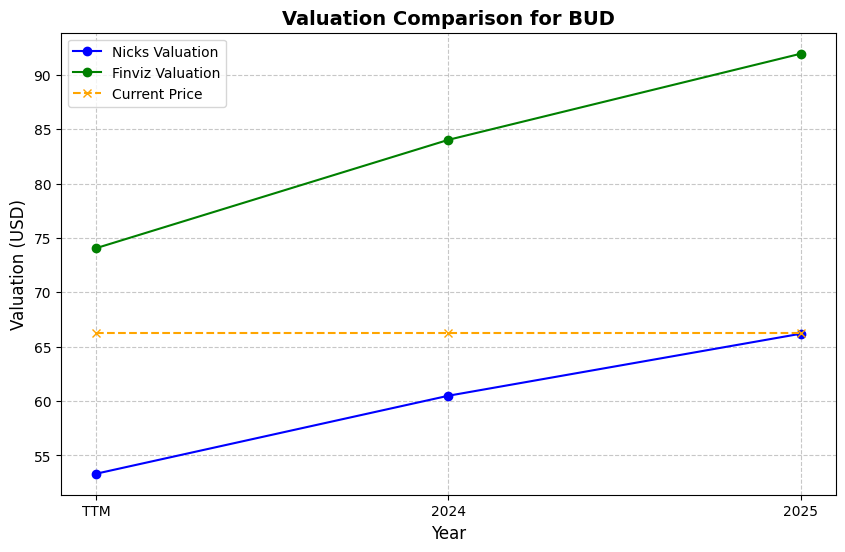 Valuation Comparison for BUD
Nicks Valuation
Finviz Valuation
Current Price
Valuation (USD)
90
85
80
75
70
65
60
55
TTM
2024
2025
Year